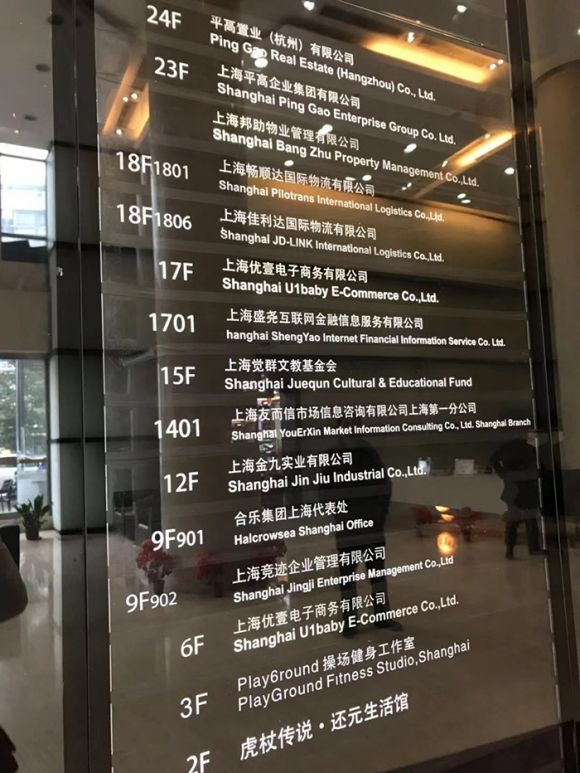 24F 平高置业（杭州）有限公司
Ping Gao Real Estate (Hangzhou) Co., Ltd.
23F 上海平高企业集团有限公司
Shanghai Ping Gao Enterprise Group Co. Ltd.
上海邦助物业管理有限公司
Shanghai Bang Zhu Property Management Co.,Ltd.
18F1801 上海畅顺达国际物流有限公司
Shanghai Pilotrans International Logistics Co.,Ltd.
18F1806 上海佳利达国际物流有限公司
Shanghai JD-LINK International Logistics Co.,Ltd.
17F 上海优壹电子商务有限公司
Shanghai U1baby E-Commerce Co.,Ltd.
1701 上海盛尧互联网金融信息服务有限公司
hanghai ShengYao Internet Financial Information Service Co. Ltd.
15F 上海觉群文教基金会
Shanghai Juequn Cultural & Educational Fund
1401 上海友而信市场信息咨询有限公司上海第一分公司
Shanghai YouErXin Market Information Consulting Co., Ltd. Shanghai Branch
12F 上海金九实业有限公司
Shanghai Jin Jiu Industrial Co.,Ltd.
9F901 合乐集团上海代表处
Halcrowsea Shanghai Office
9F902 上海竞迹企业管理有限公司
Shanghai Jingji Enterprise Management Co.,Ltd
6F 上海优壹电子商务有限公司
Shanghai U1baby E-Commerce Co.,Ltd.
3F Play6round 操场健身工作室
PlayGround Fitness Studio,Shanghai
2F 虎杖传说·还元生活馆